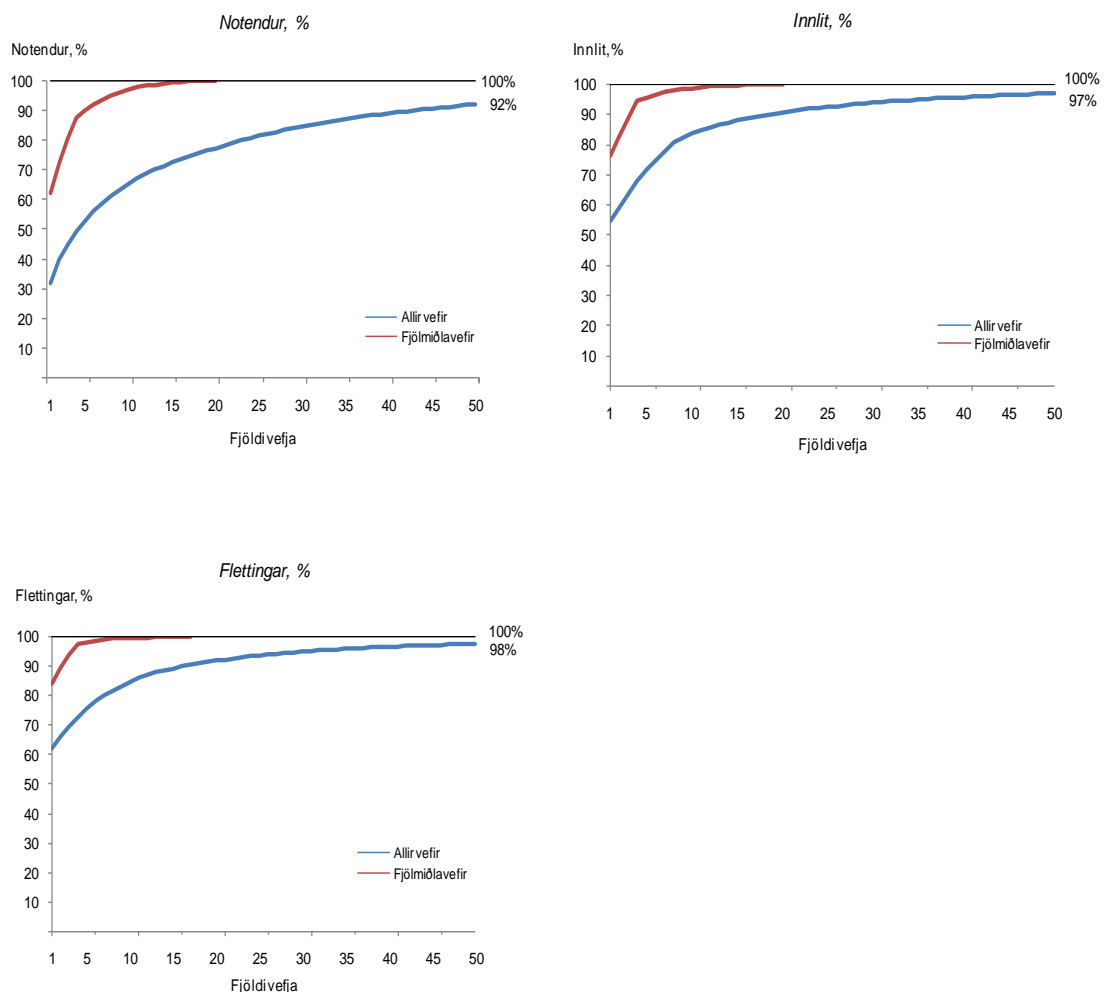 Notendur, %
Notendur, %
100
90
80
70
60
50
40
30
20
10
100%
92%
Allir vefir
Fjölmiðlavefir
1 5 10 15 20 25 30 35 40 45 50
Fjöldi vefja
Innlit, %
Innlit, %
100
90
80
70
60
50
40
30
20
10
100%
97%
Allir vefir
Fjölmiðlavefir
1 5 10 15 20 25 30 35 40 45 50
Fjöldi vefja
Flettingar, %
Flettingar, %
100
90
80
70
60
50
40
30
20
10
100%
98%
Allir vefir
Fjölmiðlavefir
1 5 10 15 20 25 30 35 40 45 50
Fjöldi vefja